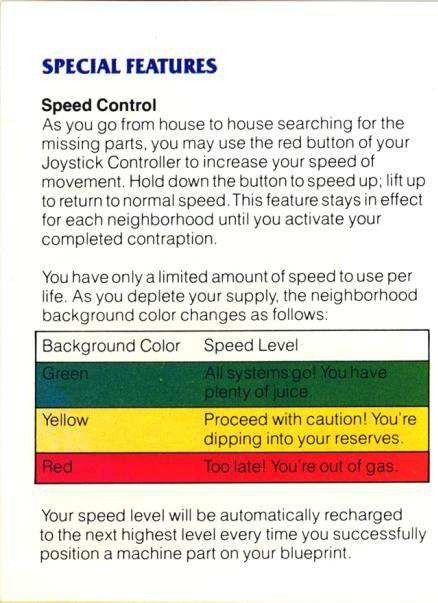 SPECIAL FEATURES
Speed Control
As you go from house to house searching for the
missing parts, you may use the red button of your
Joystick Controller to increase your speed of
movement. Hold down the button to speed up; lift up
to return to normal speed. This feature stays in effect
for each neighborhood until you activate your
completed contraption.
You have only a limited amount of speed to use per
life. As you deplete your supply, the neighborhood
background color changes as follows:
Background Color Speed Level
Green All systems go! You have
plenty of juice.
Yellow Proceed with caution! You're
dipping into your reserves.
Red Too late! You're out of gas.
Your speed level will be automatically recharged
to the next highest level every time you successfully
position a machine part on your blueprint.